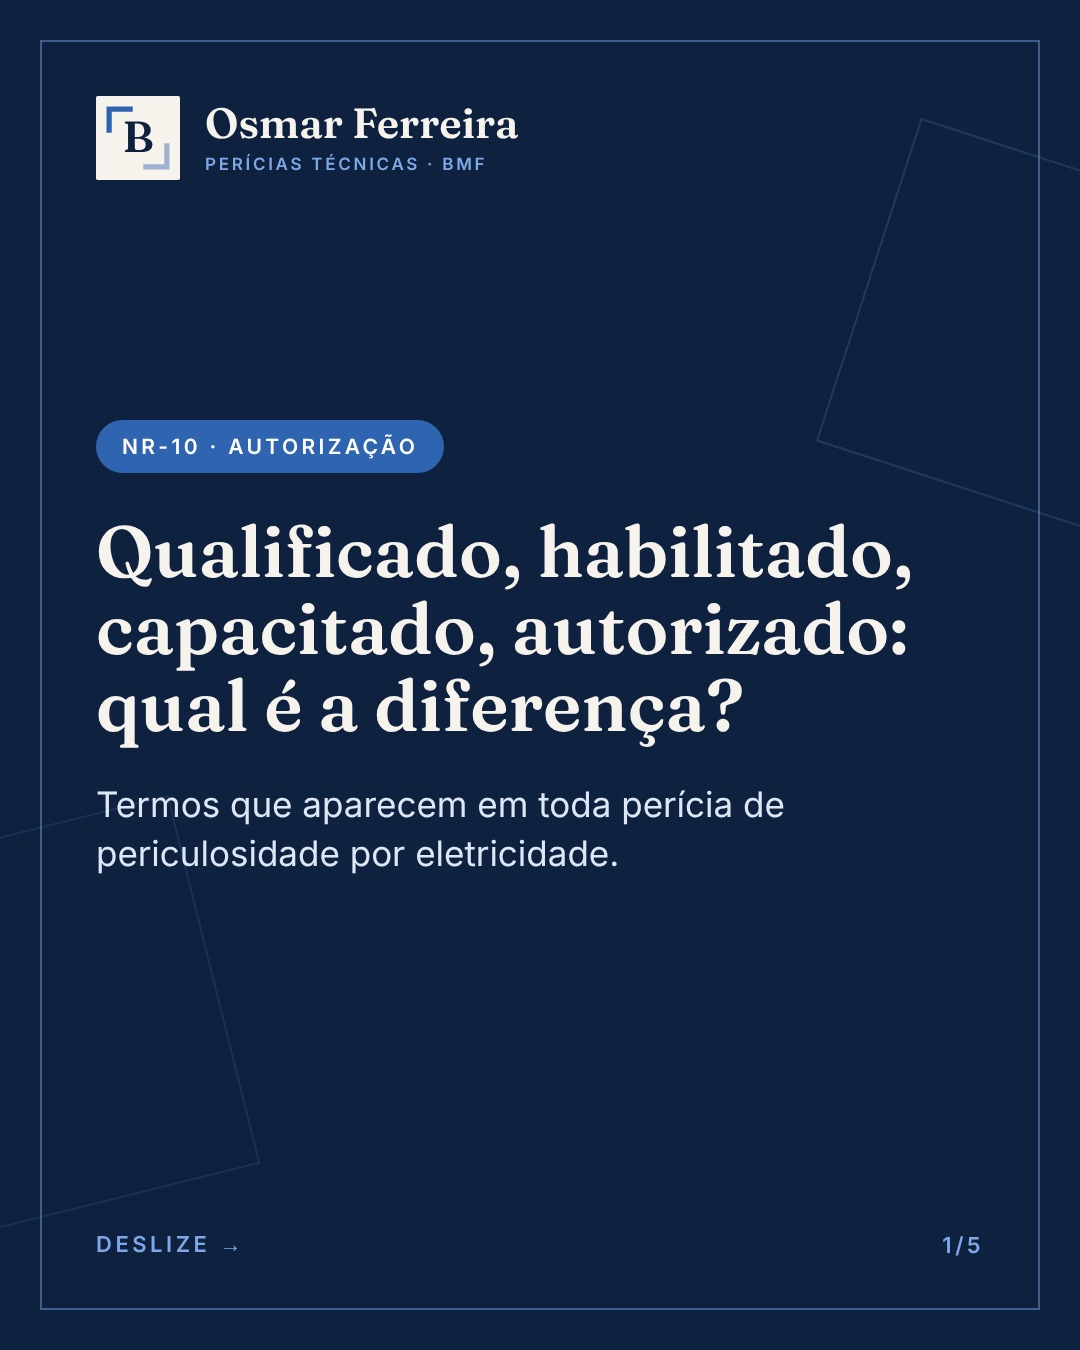 B
Osmar Ferreira
PERÍCIAS TÉCNICAS · BMF
NR-10 · AUTORIZAÇÃO
Qualificado, habilitado,
capacitado, autorizado:
qual é a diferença?
Termos que aparecem em toda perícia de
periculosidade por eletricidade.
DESLIZE →
1/5